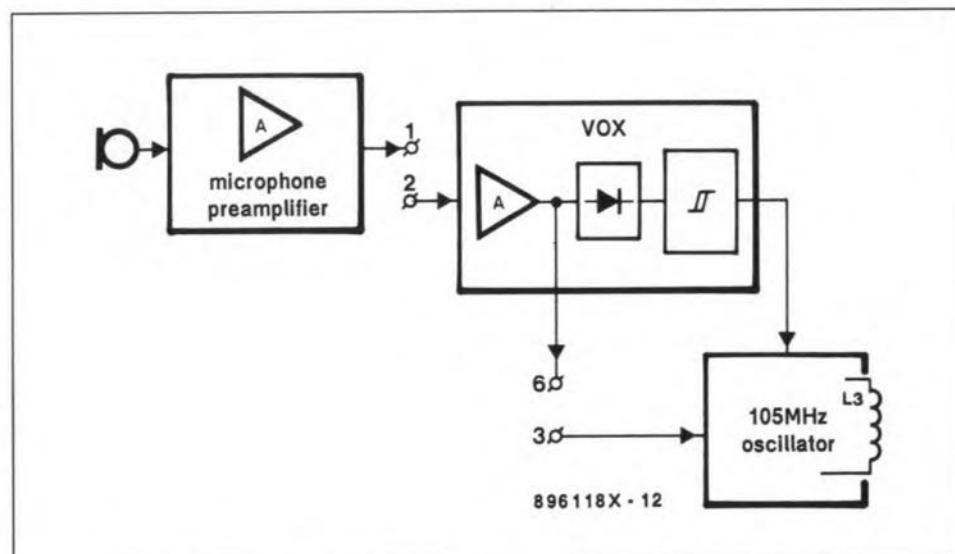 A
microphone
preamplifier
1
2
VOX
A
6
3
105MHz
oscillator
L3
896118X - 12